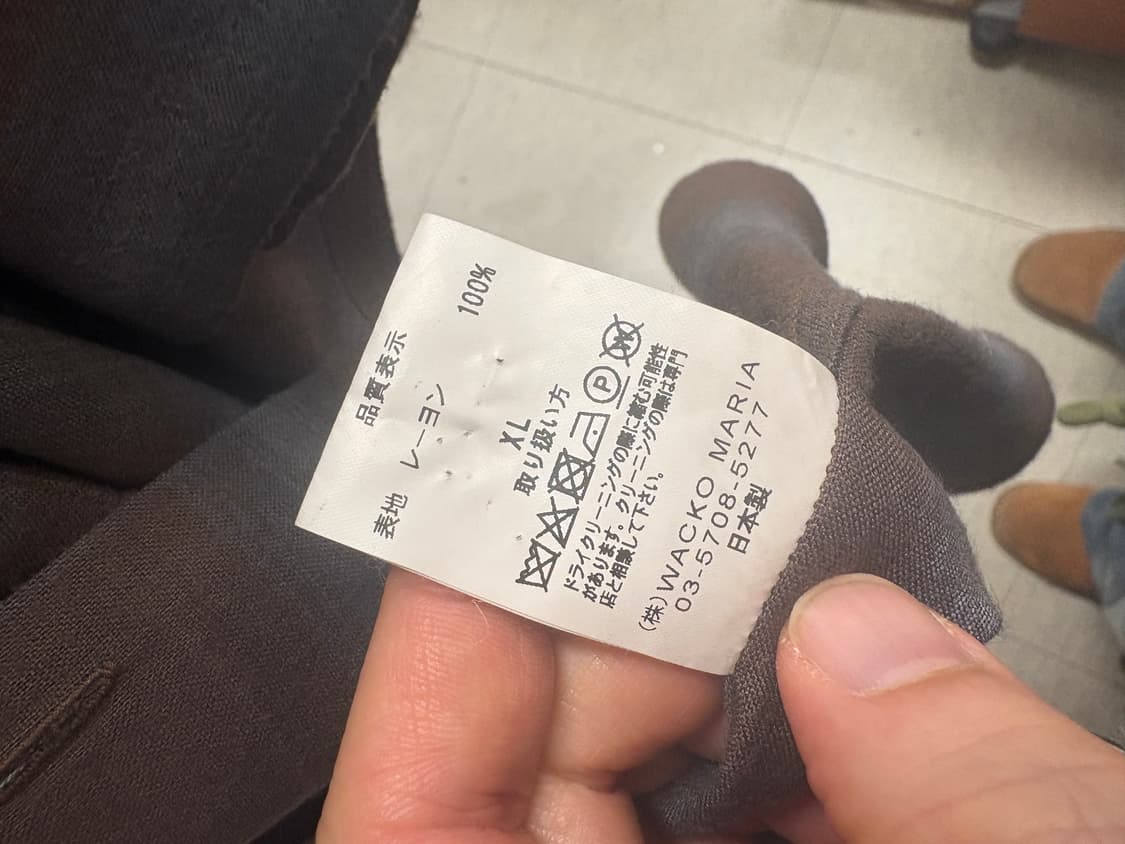 品質表示
表地 レーヨン 100%
XL
取り扱い方
P W
ドライクリーニングの際に縮む可能性
があります。クリーニングの際は専門
店と相談して下さい。
(株)WACKO MARIA
03-5708-5277
日本製